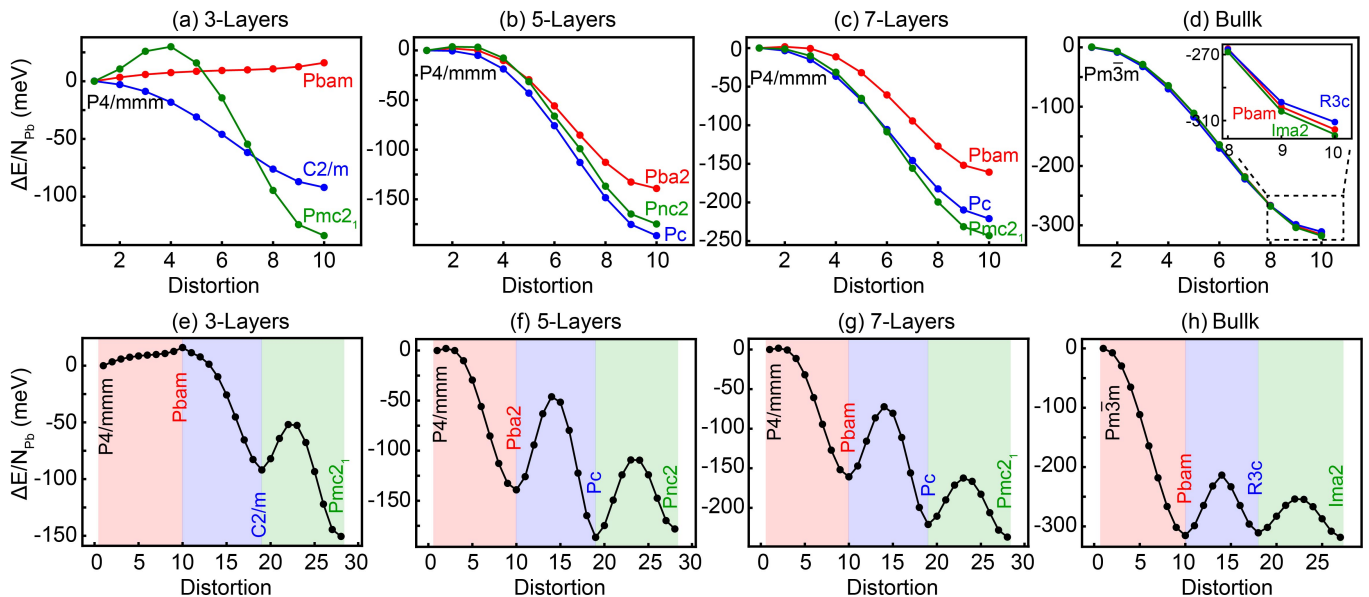 (a) 3-Layers
(b) 5-Layers
(c) 7-Layers
(d) Bullk
ΔE/N_Pb (meV)
0
-50
-100
P4/mmm
Pbam
C2/m
Pmc2₁
2 4 6 8 10
Distortion
0
-50
-100
-150
P4/mmm
Pba2
Pnc2
Pc
2 4 6 8 10
Distortion
0
-50
-100
-150
-200
-250
P4/mmm
Pbam
Pc
Pmc2₁
2 4 6 8 10
Distortion
0
-100
-200
-300
Pm3̅m
-270
-310
R3c
Pbam
Ima2
8 9 10
2 4 6 8 10
Distortion
(e) 3-Layers
(f) 5-Layers
(g) 7-Layers
(h) Bullk
ΔE/N_Pb (meV)
0
-50
-100
-150
P4/mmm
Pbam
C2/m
Pmc2₁
0 5 10 15 20 25 30
Distortion
0
-50
-100
-150
P4/mmm
Pba2
Pc
Pnc2
0 5 10 15 20 25 30
Distortion
0
-50
-100
-150
-200
P4/mmm
Pbam
Pc
Pmc2₁
0 5 10 15 20 25 30
Distortion
0
-100
-200
-300
Pm3̅m
Pbam
R3c
Ima2
0 5 10 15 20 25
Distortion